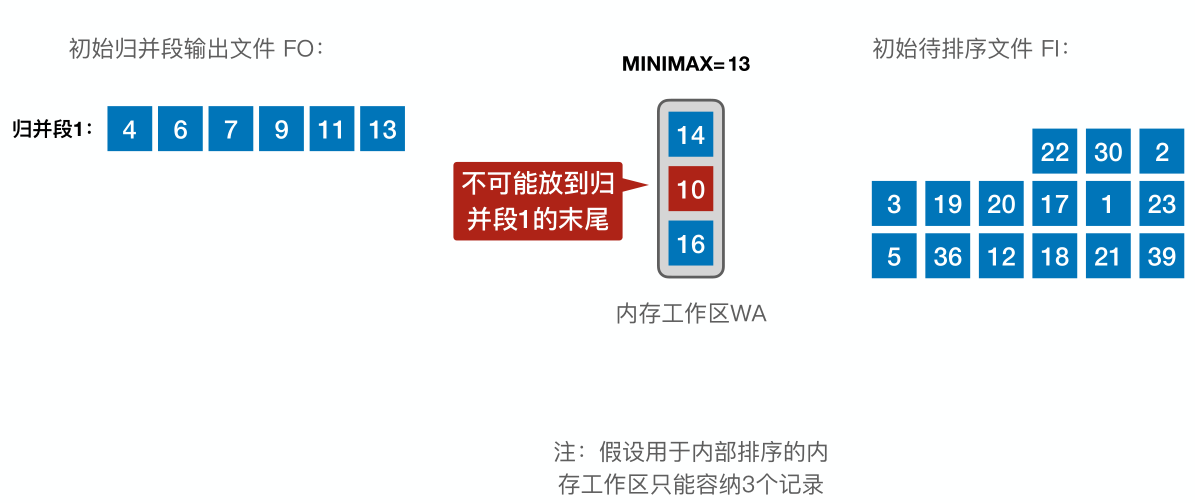 初始归并段输出文件 FO：
MINIMAX=13
初始待排序文件 FI：
归并段1：
4 6 7 9 11 13
不可能放到归
并段1的末尾
14
10
16
内存工作区WA
22 30 2
3 19 20 17 1 23
5 36 12 18 21 39
注：假设用于内部排序的内
存工作区只能容纳3个记录